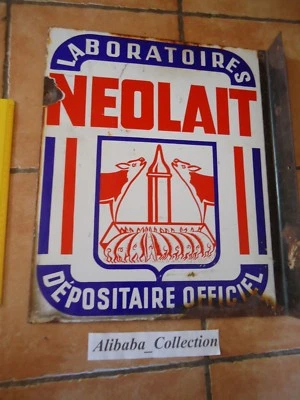 LABORATOIRES
NEOLAIT
DÉPOSITAIRE OFFICIEL
Alibaba_Collection